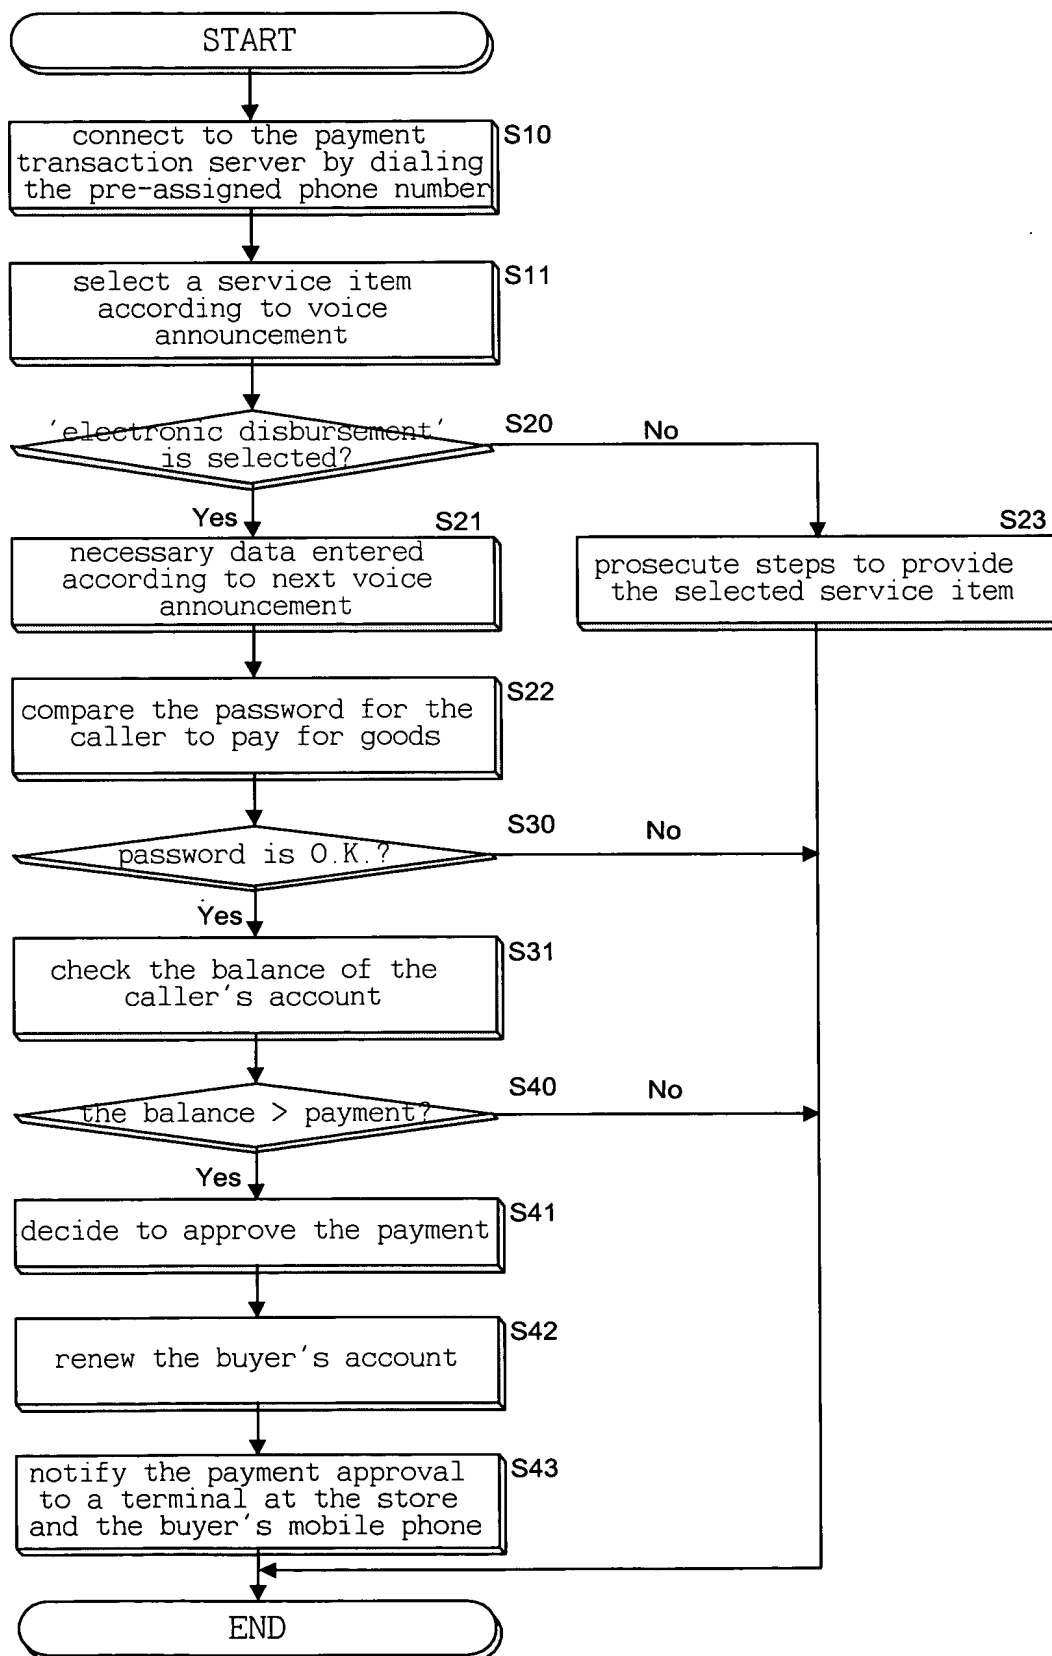 START
connect to the payment
transaction server by dialing
the pre-assigned phone number
S10
select a service item
according to voice
announcement
S11
'electronic disbursement'
is selected?
S20
No
Yes
S21
necessary data entered
according to next voice
announcement
S23
prosecute steps to provide
the selected service item
compare the password for the
caller to pay for goods
S22
password is O.K.?
S30
No
Yes
check the balance of the
caller's account
S31
the balance > payment?
S40
No
Yes
decide to approve the payment
S41
renew the buyer's account
S42
notify the payment approval
to a terminal at the store
and the buyer's mobile phone
S43
END